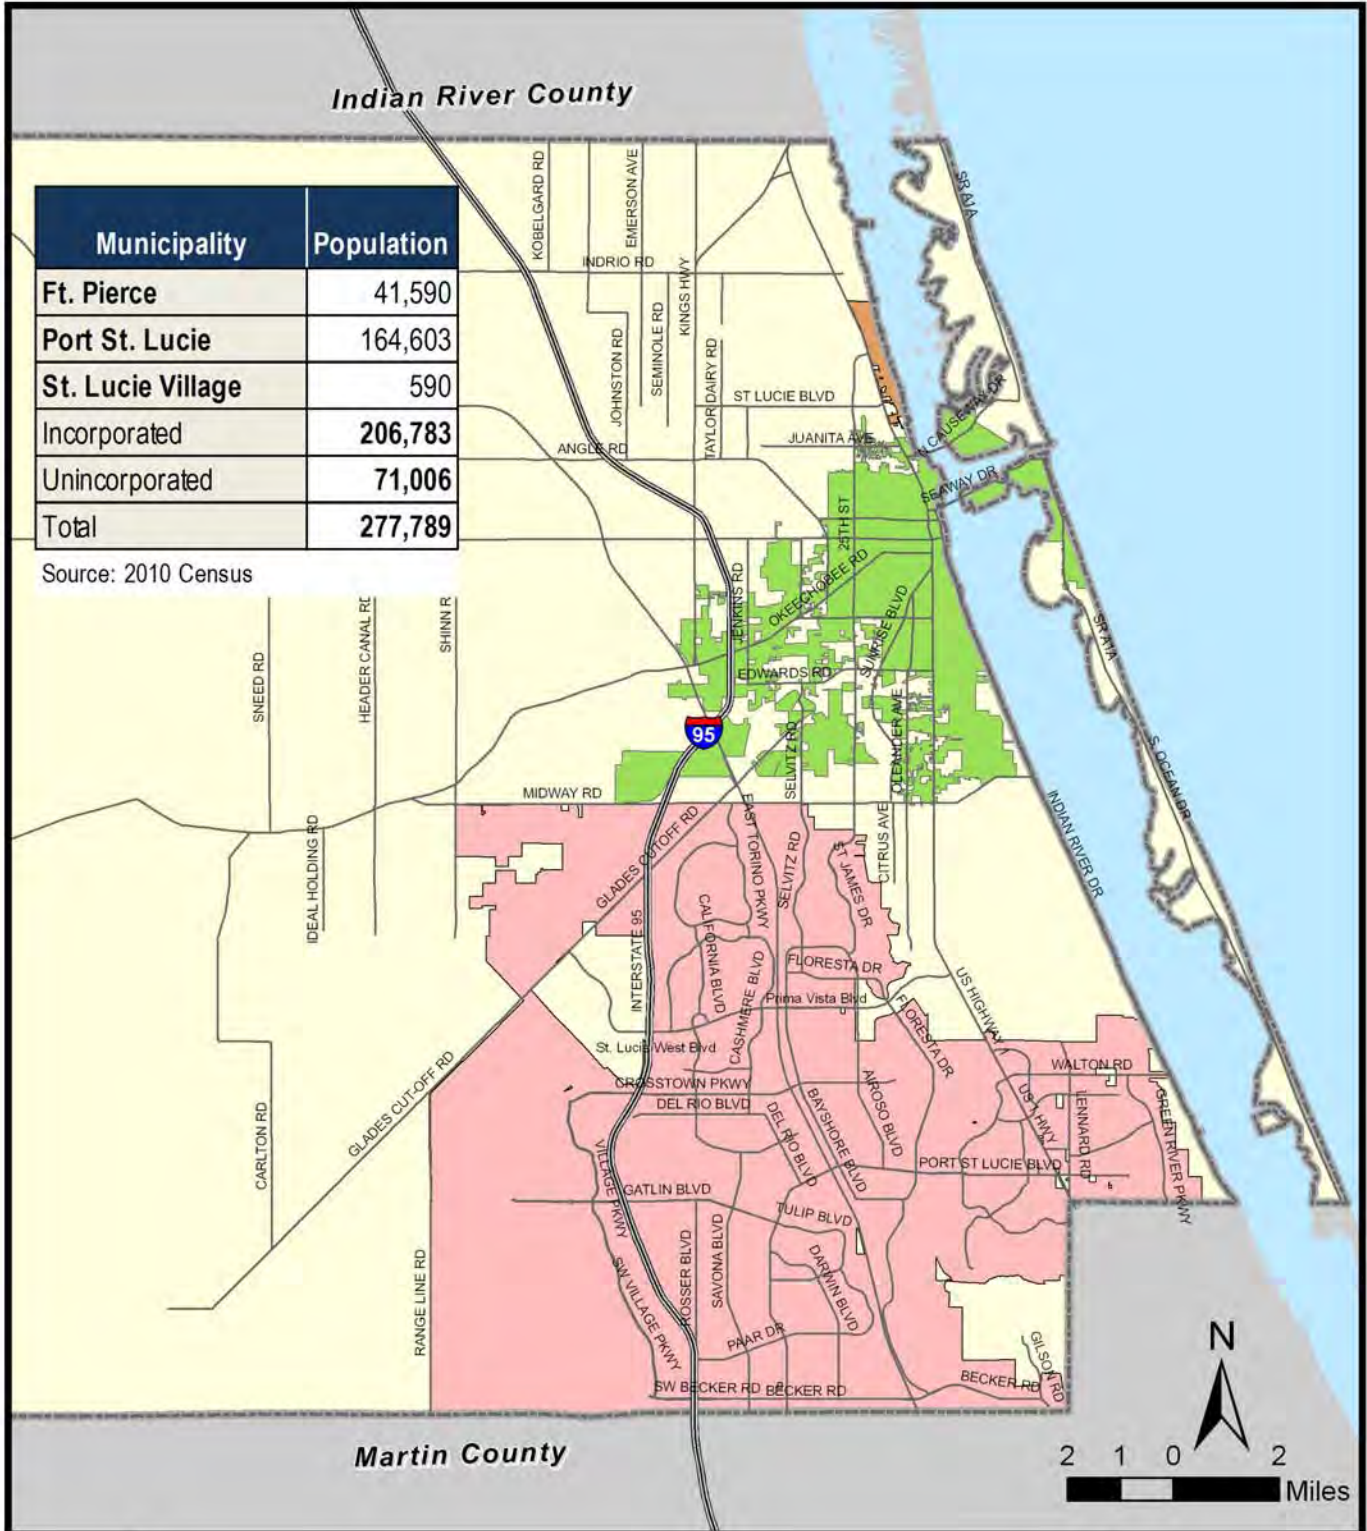 Indian River County
Municipality Population
Ft. Pierce 41,590
Port St. Lucie 164,603
St. Lucie Village 590
Incorporated 206,783
Unincorporated 71,006
Total 277,789
Source: 2010 Census
KOBELGARD RD
EMERSON AVE
INDRIO RD
KINGS HWY
SR A1A
JOHNSTON RD
SEMINOLE RD
TAYLOR DAIRY RD
ST LUCIE BLVD
JUANITA AVE
N CAUSEWAY DR
ANGLE RD
SEAWAY DR
25TH ST
OKEECHOBEE RD
JENKINS RD
SUNRISE BLVD
SR A1A
SNEED RD
HEADER CANAL RD
SHINN R
EDWARDS RD
95
SELVITZ RD
OLEANDER AVE
S. OCEAN DR
MIDWAY RD
INDIAN RIVER DR
IDEAL HOLDING RD
GLADES CUTOFF RD
EAST TORINO PKWY
SELVITZ RD
ST JAMES DR
CITRUS AVE
INTERSTATE 95
CALIFORNIA BLVD
CASHMERE BLVD
FLORESTA DR
Prima Vista Blvd
US HIGHWAY 1
FLORESTA DR
St. Lucie West Blvd
WALTON RD
GLADES CUT-OFF RD
CROSSTOWN PKWY
DEL RIO BLVD
DEL RIO BLVD
BAYSHORE BLVD
AIROSO BLVD
US 1 HWY
LENNARD RD
GREEN RIVER PKWY
CARLTON RD
VILLAGE PKWY
PORT ST LUCIE BLVD
GATLIN BLVD
TULIP BLVD
RANGE LINE RD
SW VILLAGE PKWY
ROSSER BLVD
SAVONA BLVD
DARWIN BLVD
PAAR DR
GILSON RD
SW BECKER RD
BECKER RD
BECKER RD
N
Martin County
2 1 0 2
Miles